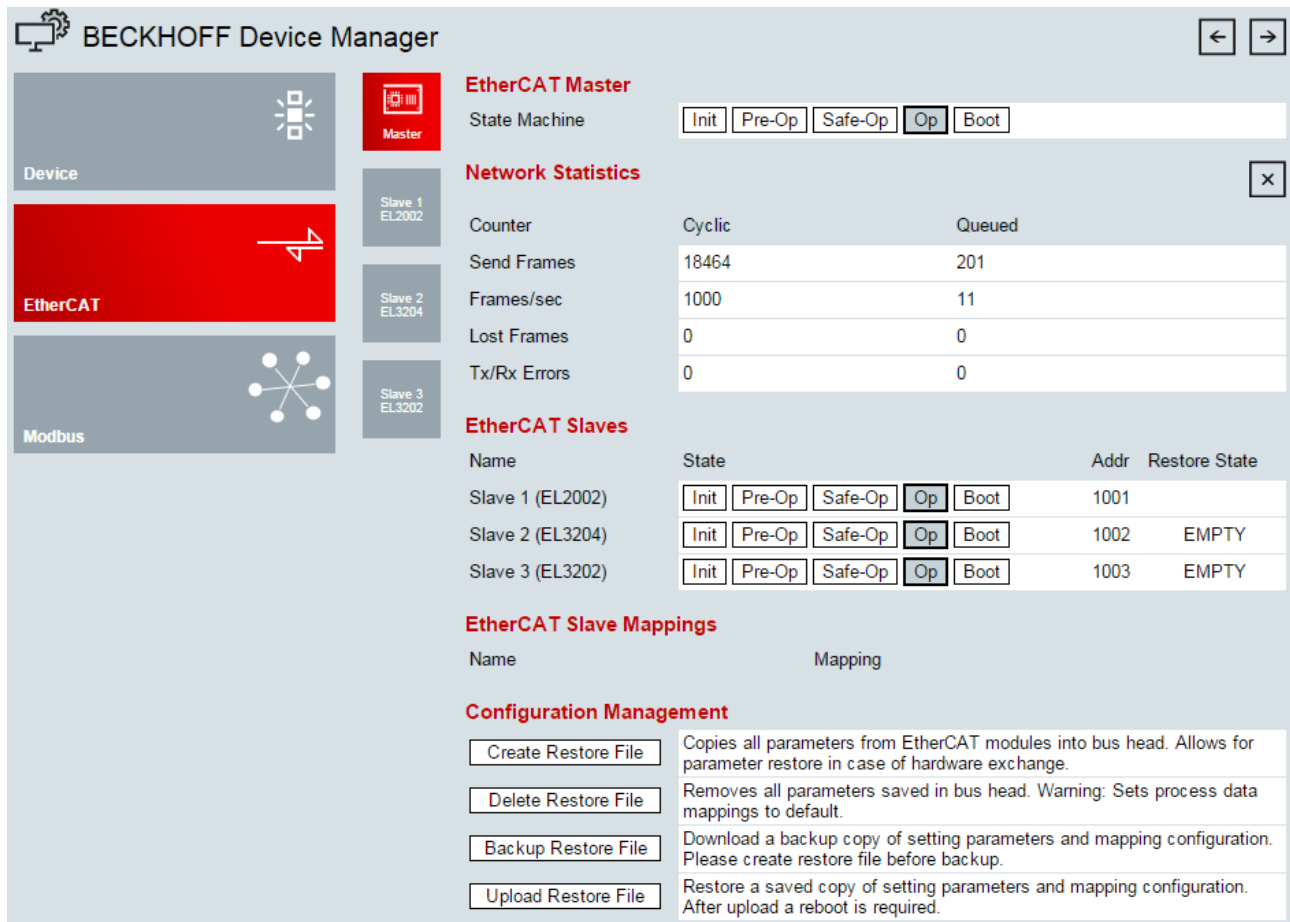 BECKHOFF Device Manager
Device
EtherCAT
Modbus
Master
Slave 1
EL2002
Slave 2
EL3204
Slave 3
EL3202
EtherCAT Master
State Machine Init Pre-Op Safe-Op Op Boot
Network Statistics
Counter Cyclic Queued
Send Frames 18464 201
Frames/sec 1000 11
Lost Frames 0 0
Tx/Rx Errors 0 0
EtherCAT Slaves
Name State Addr Restore State
Slave 1 (EL2002) Init Pre-Op Safe-Op Op Boot 1001
Slave 2 (EL3204) Init Pre-Op Safe-Op Op Boot 1002 EMPTY
Slave 3 (EL3202) Init Pre-Op Safe-Op Op Boot 1003 EMPTY
EtherCAT Slave Mappings
Name Mapping
Configuration Management
Create Restore File
Copies all parameters from EtherCAT modules into bus head. Allows for
parameter restore in case of hardware exchange.
Delete Restore File
Removes all parameters saved in bus head. Warning: Sets process data
mappings to default.
Backup Restore File
Download a backup copy of setting parameters and mapping configuration.
Please create restore file before backup.
Upload Restore File
Restore a saved copy of setting parameters and mapping configuration.
After upload a reboot is required.